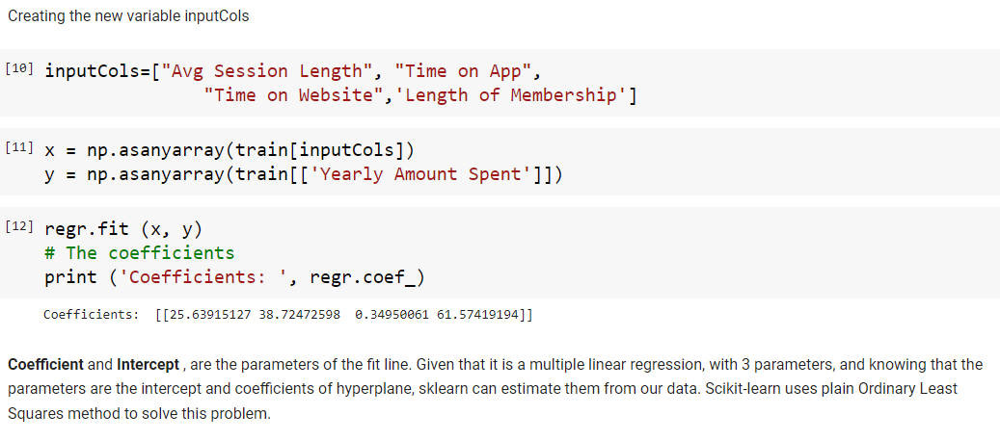 Creating the new variable inputCols
[10] inputCols=["Avg Session Length", "Time on App",
"Time on Website",'Length of Membership']
[11] x = np.asanyarray(train[inputCols])
y = np.asanyarray(train[['Yearly Amount Spent']])
[12] regr.fit (x, y)
# The coefficients
print ('Coefficients: ', regr.coef_)
Coefficients:  [[25.63915127 38.72472598  0.34950061 61.57419194]]
Coefficient and Intercept , are the parameters of the fit line. Given that it is a multiple linear regression, with 3 parameters, and knowing that the
parameters are the intercept and coefficients of hyperplane, sklearn can estimate them from our data. Scikit-learn uses plain Ordinary Least
Squares method to solve this problem.